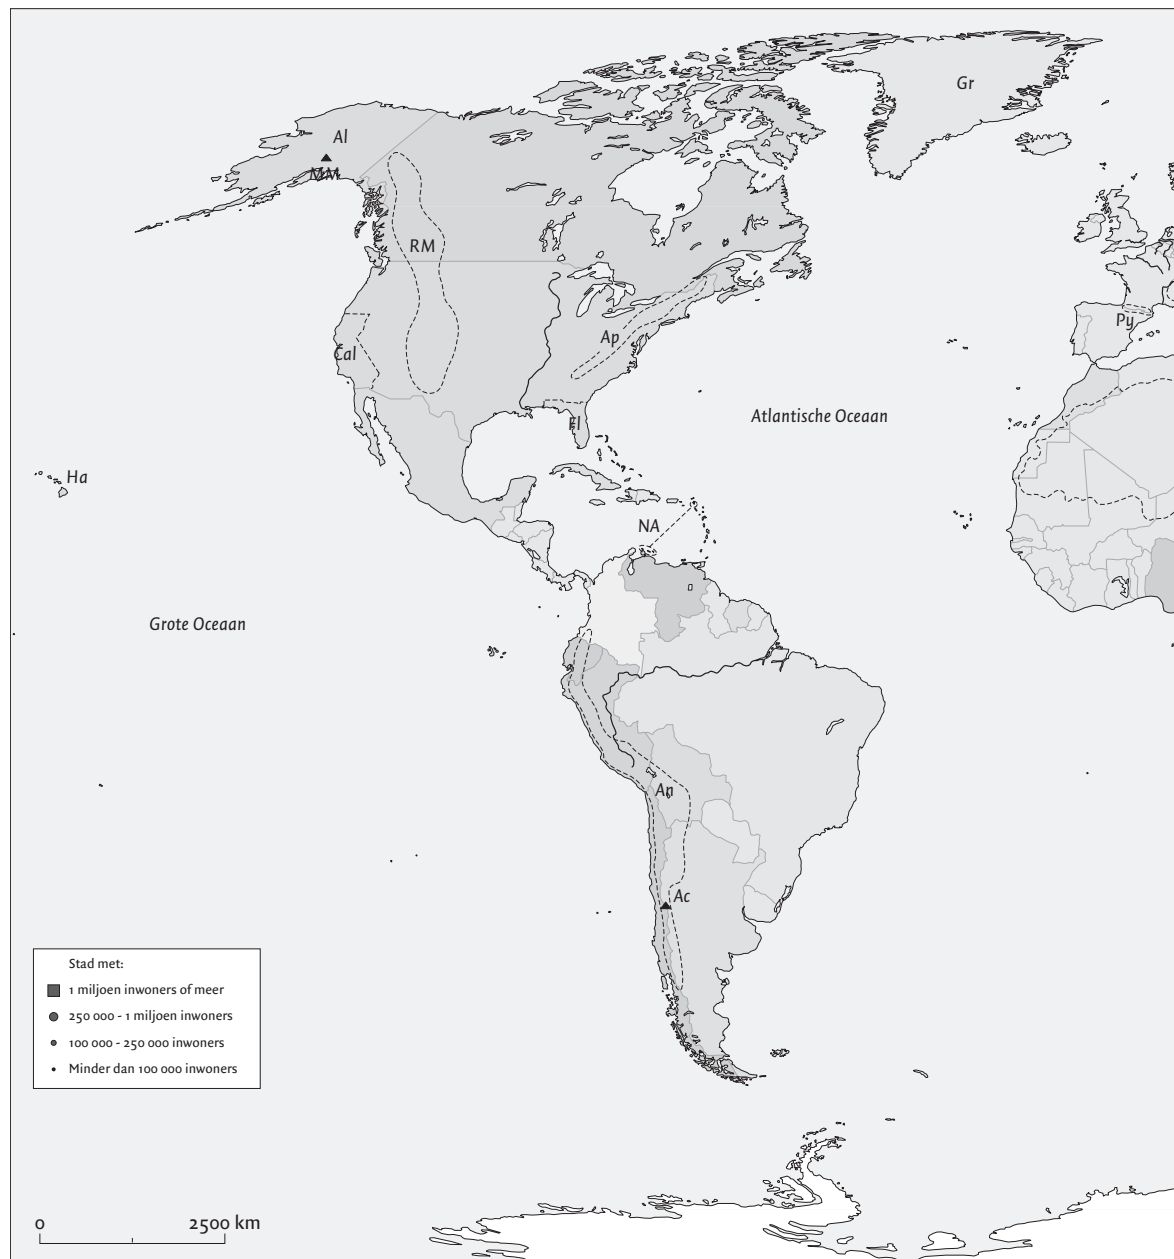 Gr
Al
MM
RM
Ap
Cal
Py
Fl
Atlantische Oceaan
Ha
NA
Grote Oceaan
An
Ac
Stad met:
1 miljoen inwoners of meer
250 000 - 1 miljoen inwoners
100 000 - 250 000 inwoners
Minder dan 100 000 inwoners
0 2500 km